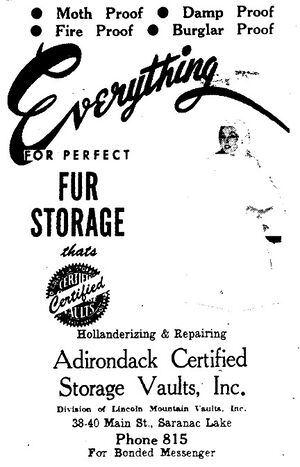 ● Moth Proof ● Damp Proof
● Fire Proof ● Burglar Proof
Everything
FOR PERFECT
FUR
STORAGE
thats
CERTIFIED
Certified
VAULTS
Hollanderizing & Repairing
Adirondack Certified
Storage Vaults, Inc.
Division of Lincoln Mountain Vaults, Inc.
38-40 Main St., Saranac Lake
Phone 815
For Bonded Messenger